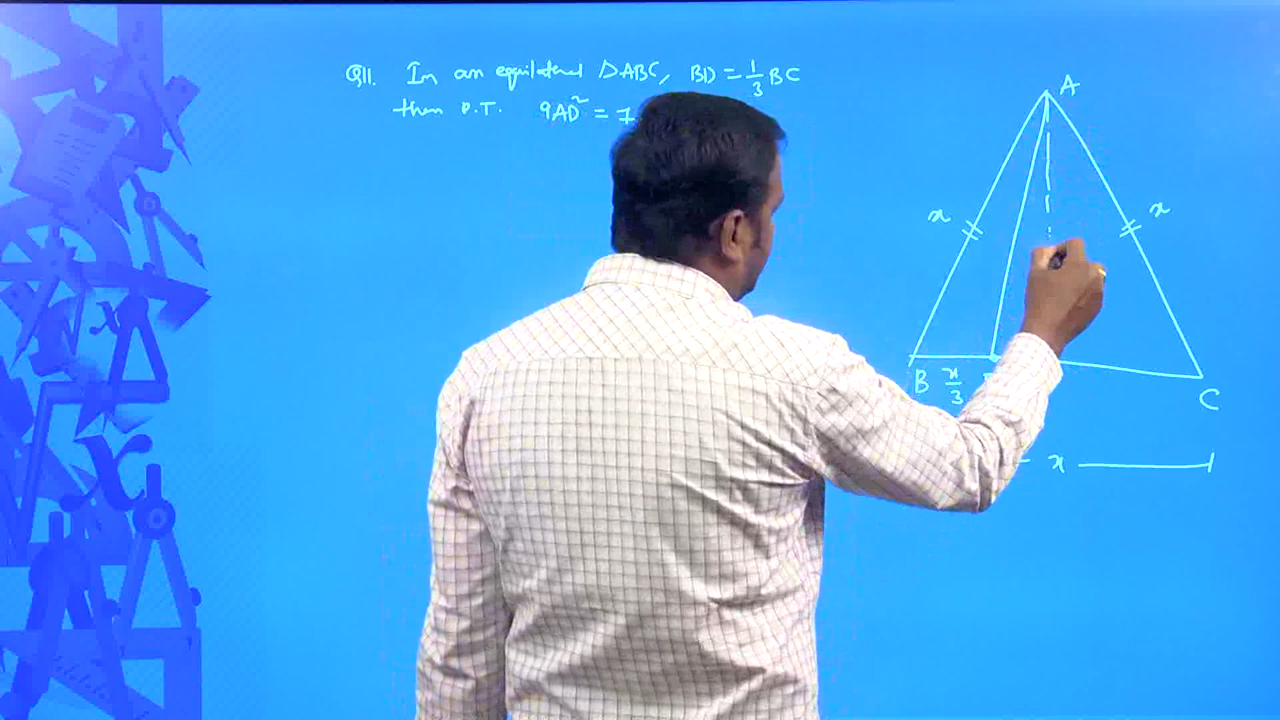 Q11. In an equilateral △ABC, BD = 1/3 BC
then P.T. 9AD² = 7
A
x
x
B
x/3
C
x